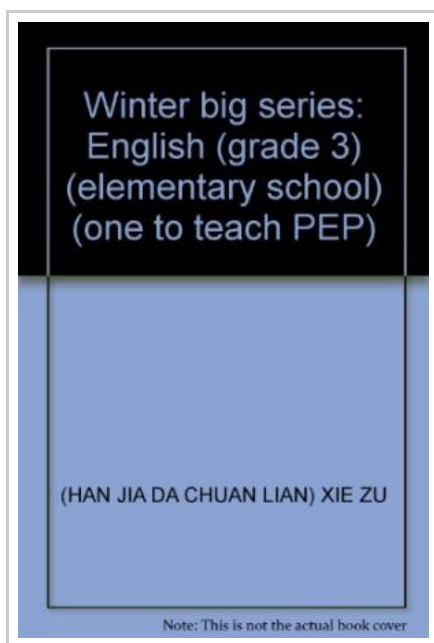 Winter big series:
English (grade 3)
(elementary school)
(one to teach PEP)
(HAN JIA DA CHUAN LIAN) XIE ZU
Note: This is not the actual book cover